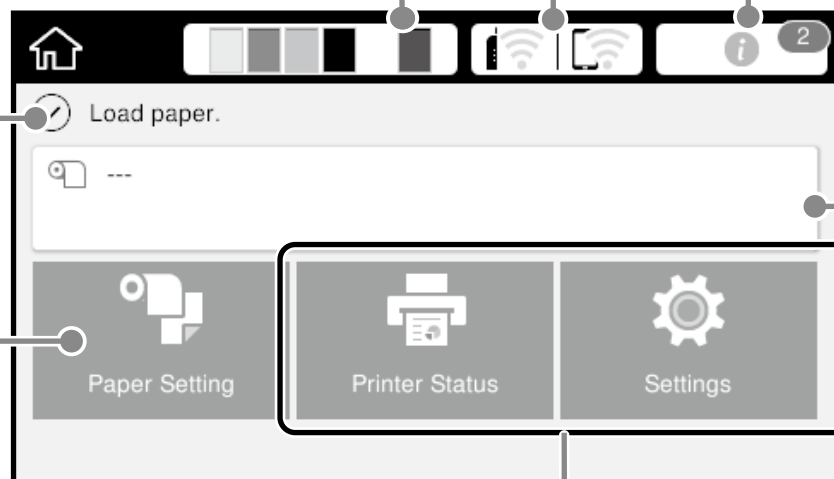 2
Load paper.
---
Paper Setting
Printer Status
Settings